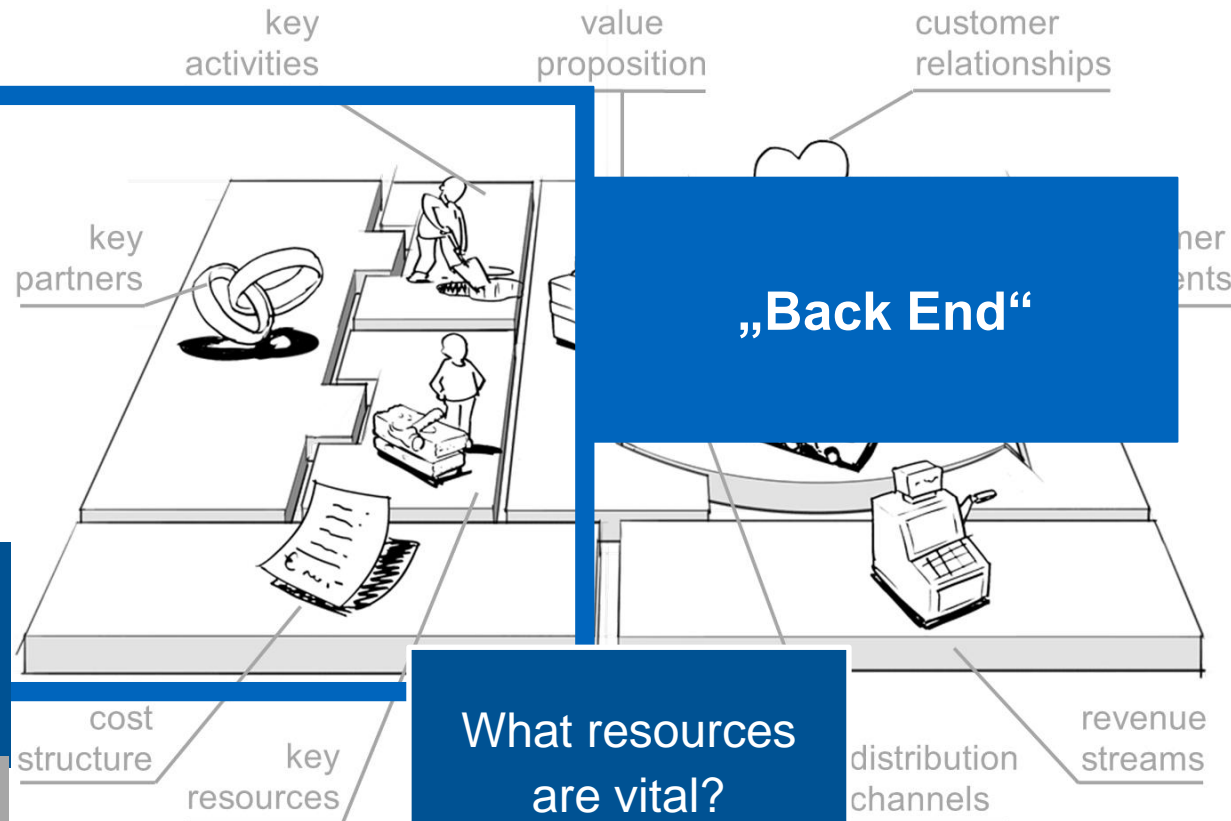 key
activities
value
proposition
customer
relationships
key
partners
„Back End“
cost
structure
key
resources
What resources
are vital?
distribution
channels
revenue
streams